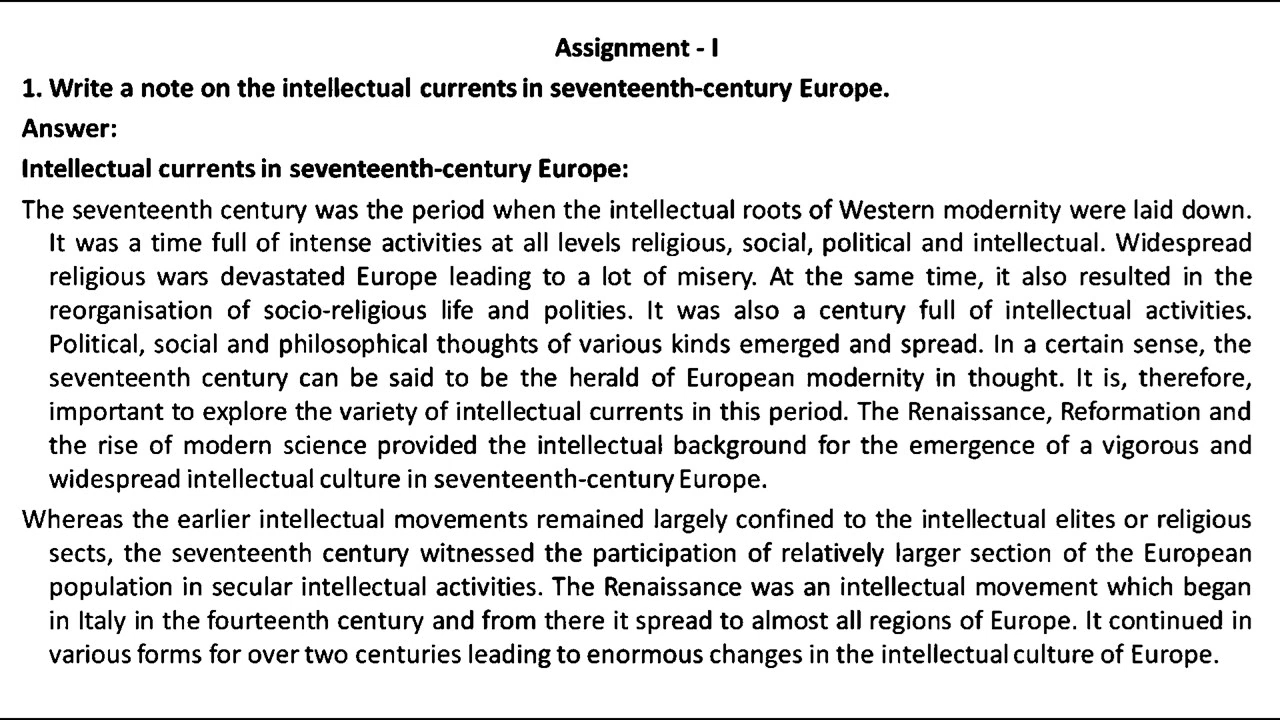 Assignment - I
1. Write a note on the intellectual currents in seventeenth-century Europe.
Answer:
Intellectual currents in seventeenth-century Europe:
The seventeenth century was the period when the intellectual roots of Western modernity were laid down.
It was a time full of intense activities at all levels religious, social, political and intellectual. Widespread
religious wars devastated Europe leading to a lot of misery. At the same time, it also resulted in the
reorganisation of socio-religious life and polities. It was also a century full of intellectual activities.
Political, social and philosophical thoughts of various kinds emerged and spread. In a certain sense, the
seventeenth century can be said to be the herald of European modernity in thought. It is, therefore,
important to explore the variety of intellectual currents in this period. The Renaissance, Reformation and
the rise of modern science provided the intellectual background for the emergence of a vigorous and
widespread intellectual culture in seventeenth-century Europe.
Whereas the earlier intellectual movements remained largely confined to the intellectual elites or religious
sects, the seventeenth century witnessed the participation of relatively larger section of the European
population in secular intellectual activities. The Renaissance was an intellectual movement which began
in Italy in the fourteenth century and from there it spread to almost all regions of Europe. It continued in
various forms for over two centuries leading to enormous changes in the intellectual culture of Europe.